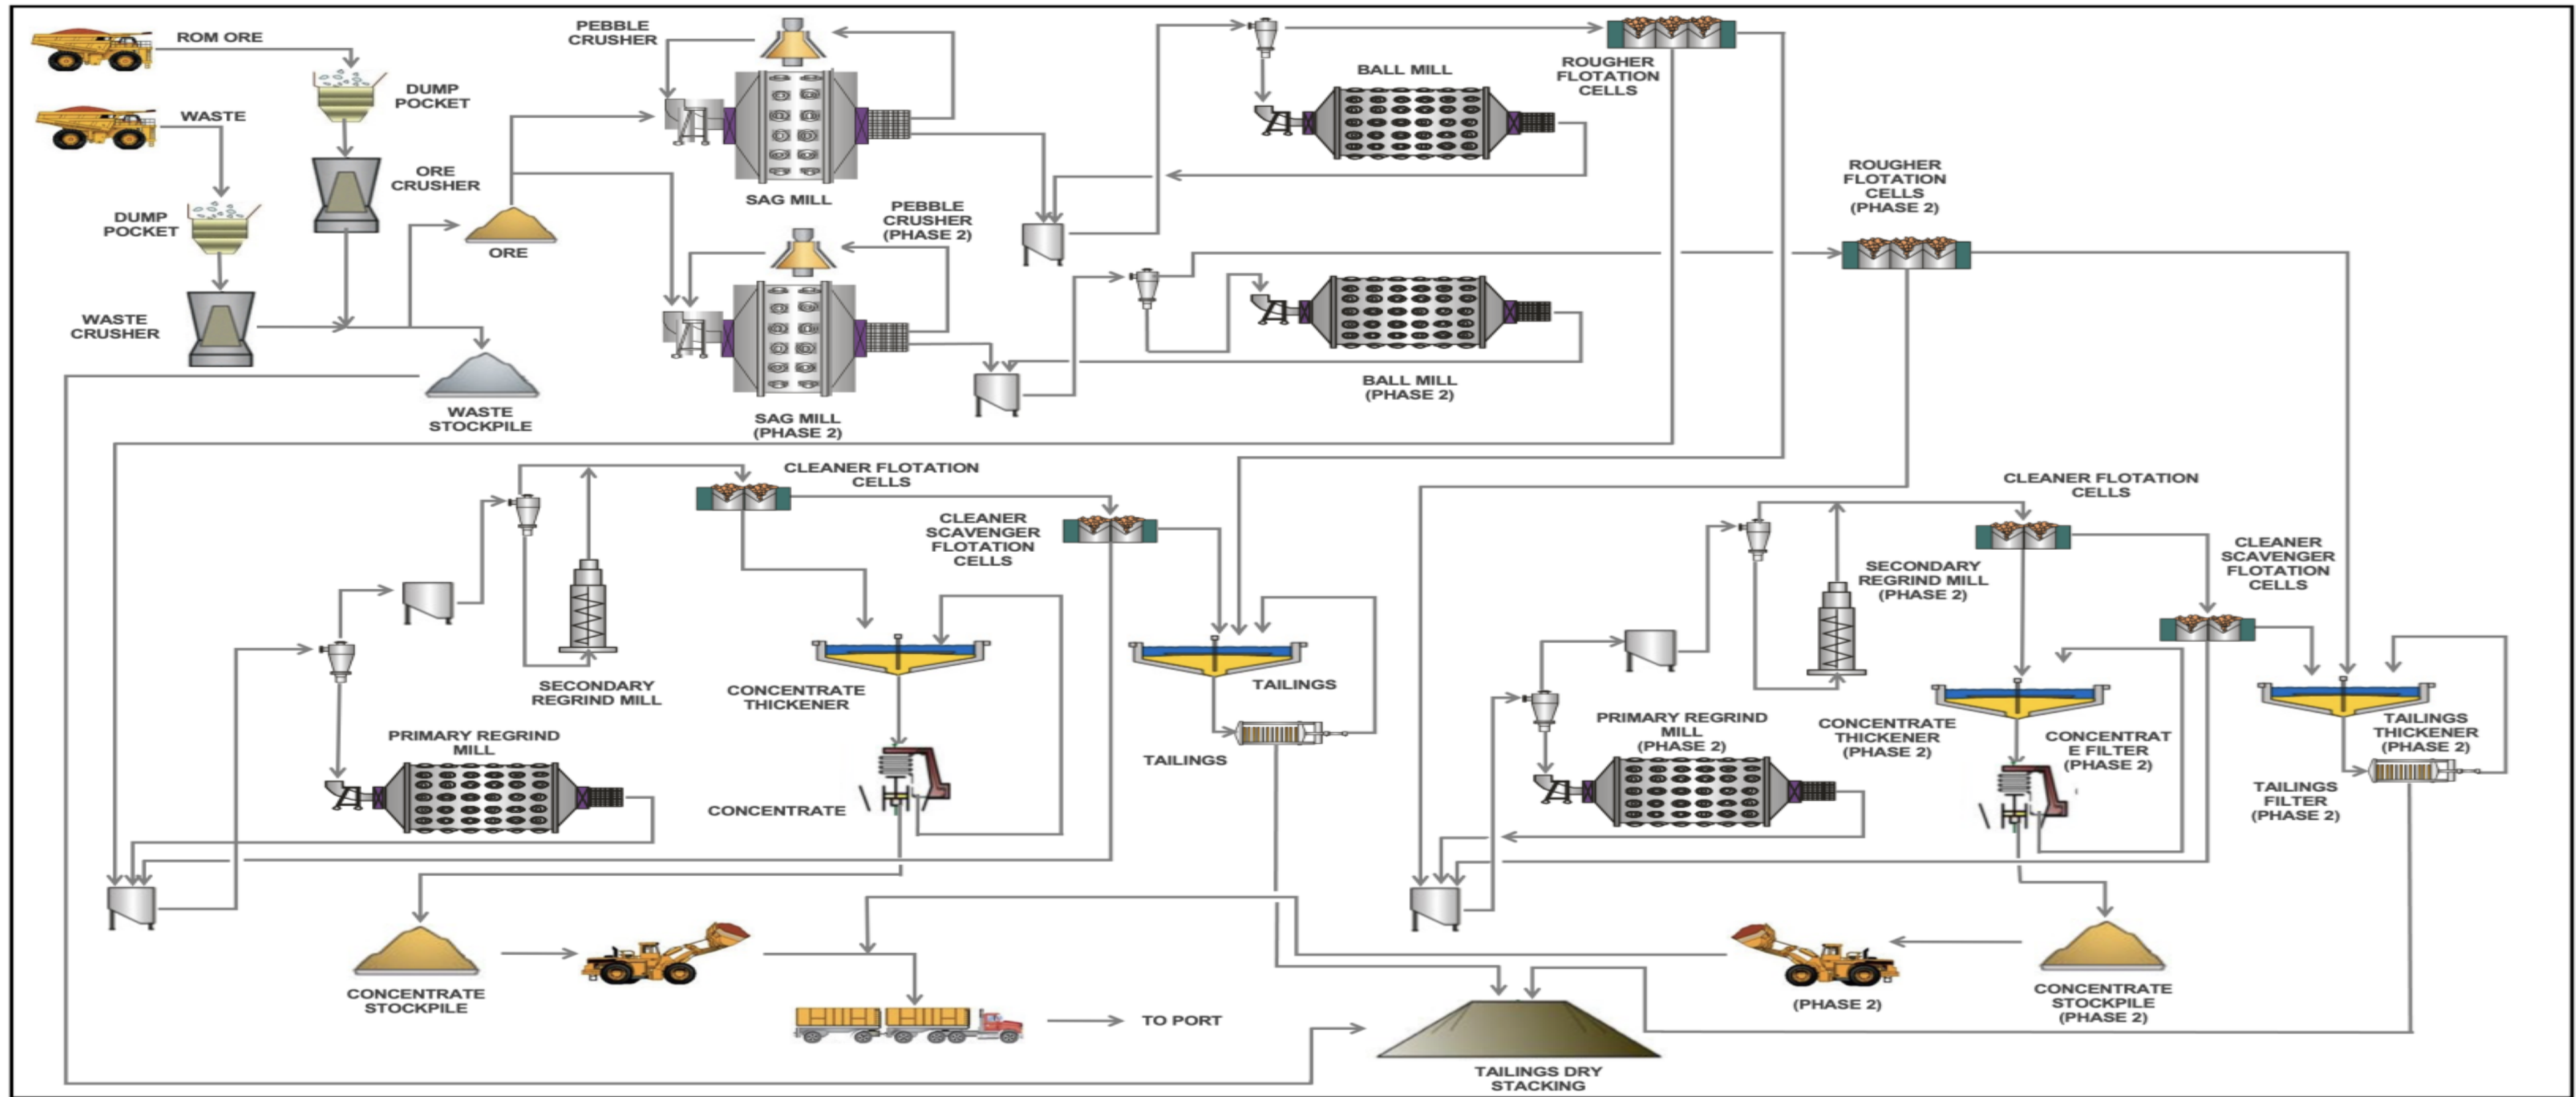 ROM ORE
WASTE
DUMP
POCKET
ORE
CRUSHER
DUMP
POCKET
WASTE
CRUSHER
ORE
WASTE
STOCKPILE
PEBBLE
CRUSHER
SAG MILL
PEBBLE
CRUSHER
(PHASE 2)
SAG MILL
(PHASE 2)
BALL MILL
BALL MILL
(PHASE 2)
ROUGHER
FLOTATION
CELLS
ROUGHER
FLOTATION
CELLS
(PHASE 2)
CLEANER FLOTATION
CELLS
CLEANER
SCAVENGER
FLOTATION
CELLS
SECONDARY
REGRIND MILL
PRIMARY REGRIND
MILL
CONCENTRATE
THICKENER
CONCENTRATE
TAILINGS
TAILINGS
CONCENTRATE
STOCKPILE
TO PORT
CLEANER FLOTATION
CELLS
CLEANER
SCAVENGER
FLOTATION
CELLS
SECONDARY
REGRIND MILL
(PHASE 2)
PRIMARY REGRIND
MILL
(PHASE 2)
CONCENTRATE
THICKENER
(PHASE 2)
CONCENTRAT
E FILTER
(PHASE 2)
TAILINGS
THICKENER
(PHASE 2)
TAILINGS
FILTER
(PHASE 2)
(PHASE 2)
CONCENTRATE
STOCKPILE
(PHASE 2)
TAILINGS DRY
STACKING